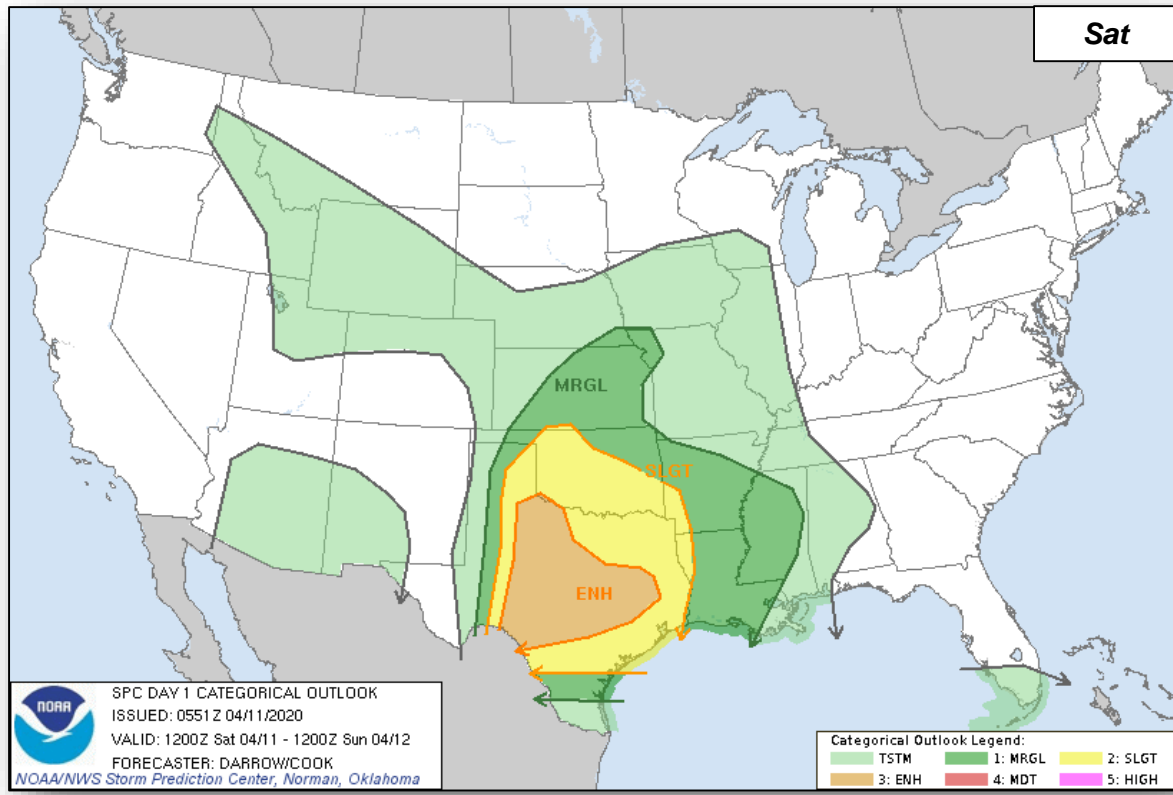 Sat
MRGL
SLGT
ENH
NOAA
SPC DAY 1 CATEGORICAL OUTLOOK
ISSUED: 0551Z 04/11/2020
VALID: 1200Z Sat 04/11 - 1200Z Sun 04/12
FORECASTER: DARROW/COOK
NOAA/NWS Storm Prediction Center, Norman, Oklahoma
Categorical Outlook Legend:
TSTM 1: MRGL 2: SLGT
3: ENH 4: MDT 5: HIGH